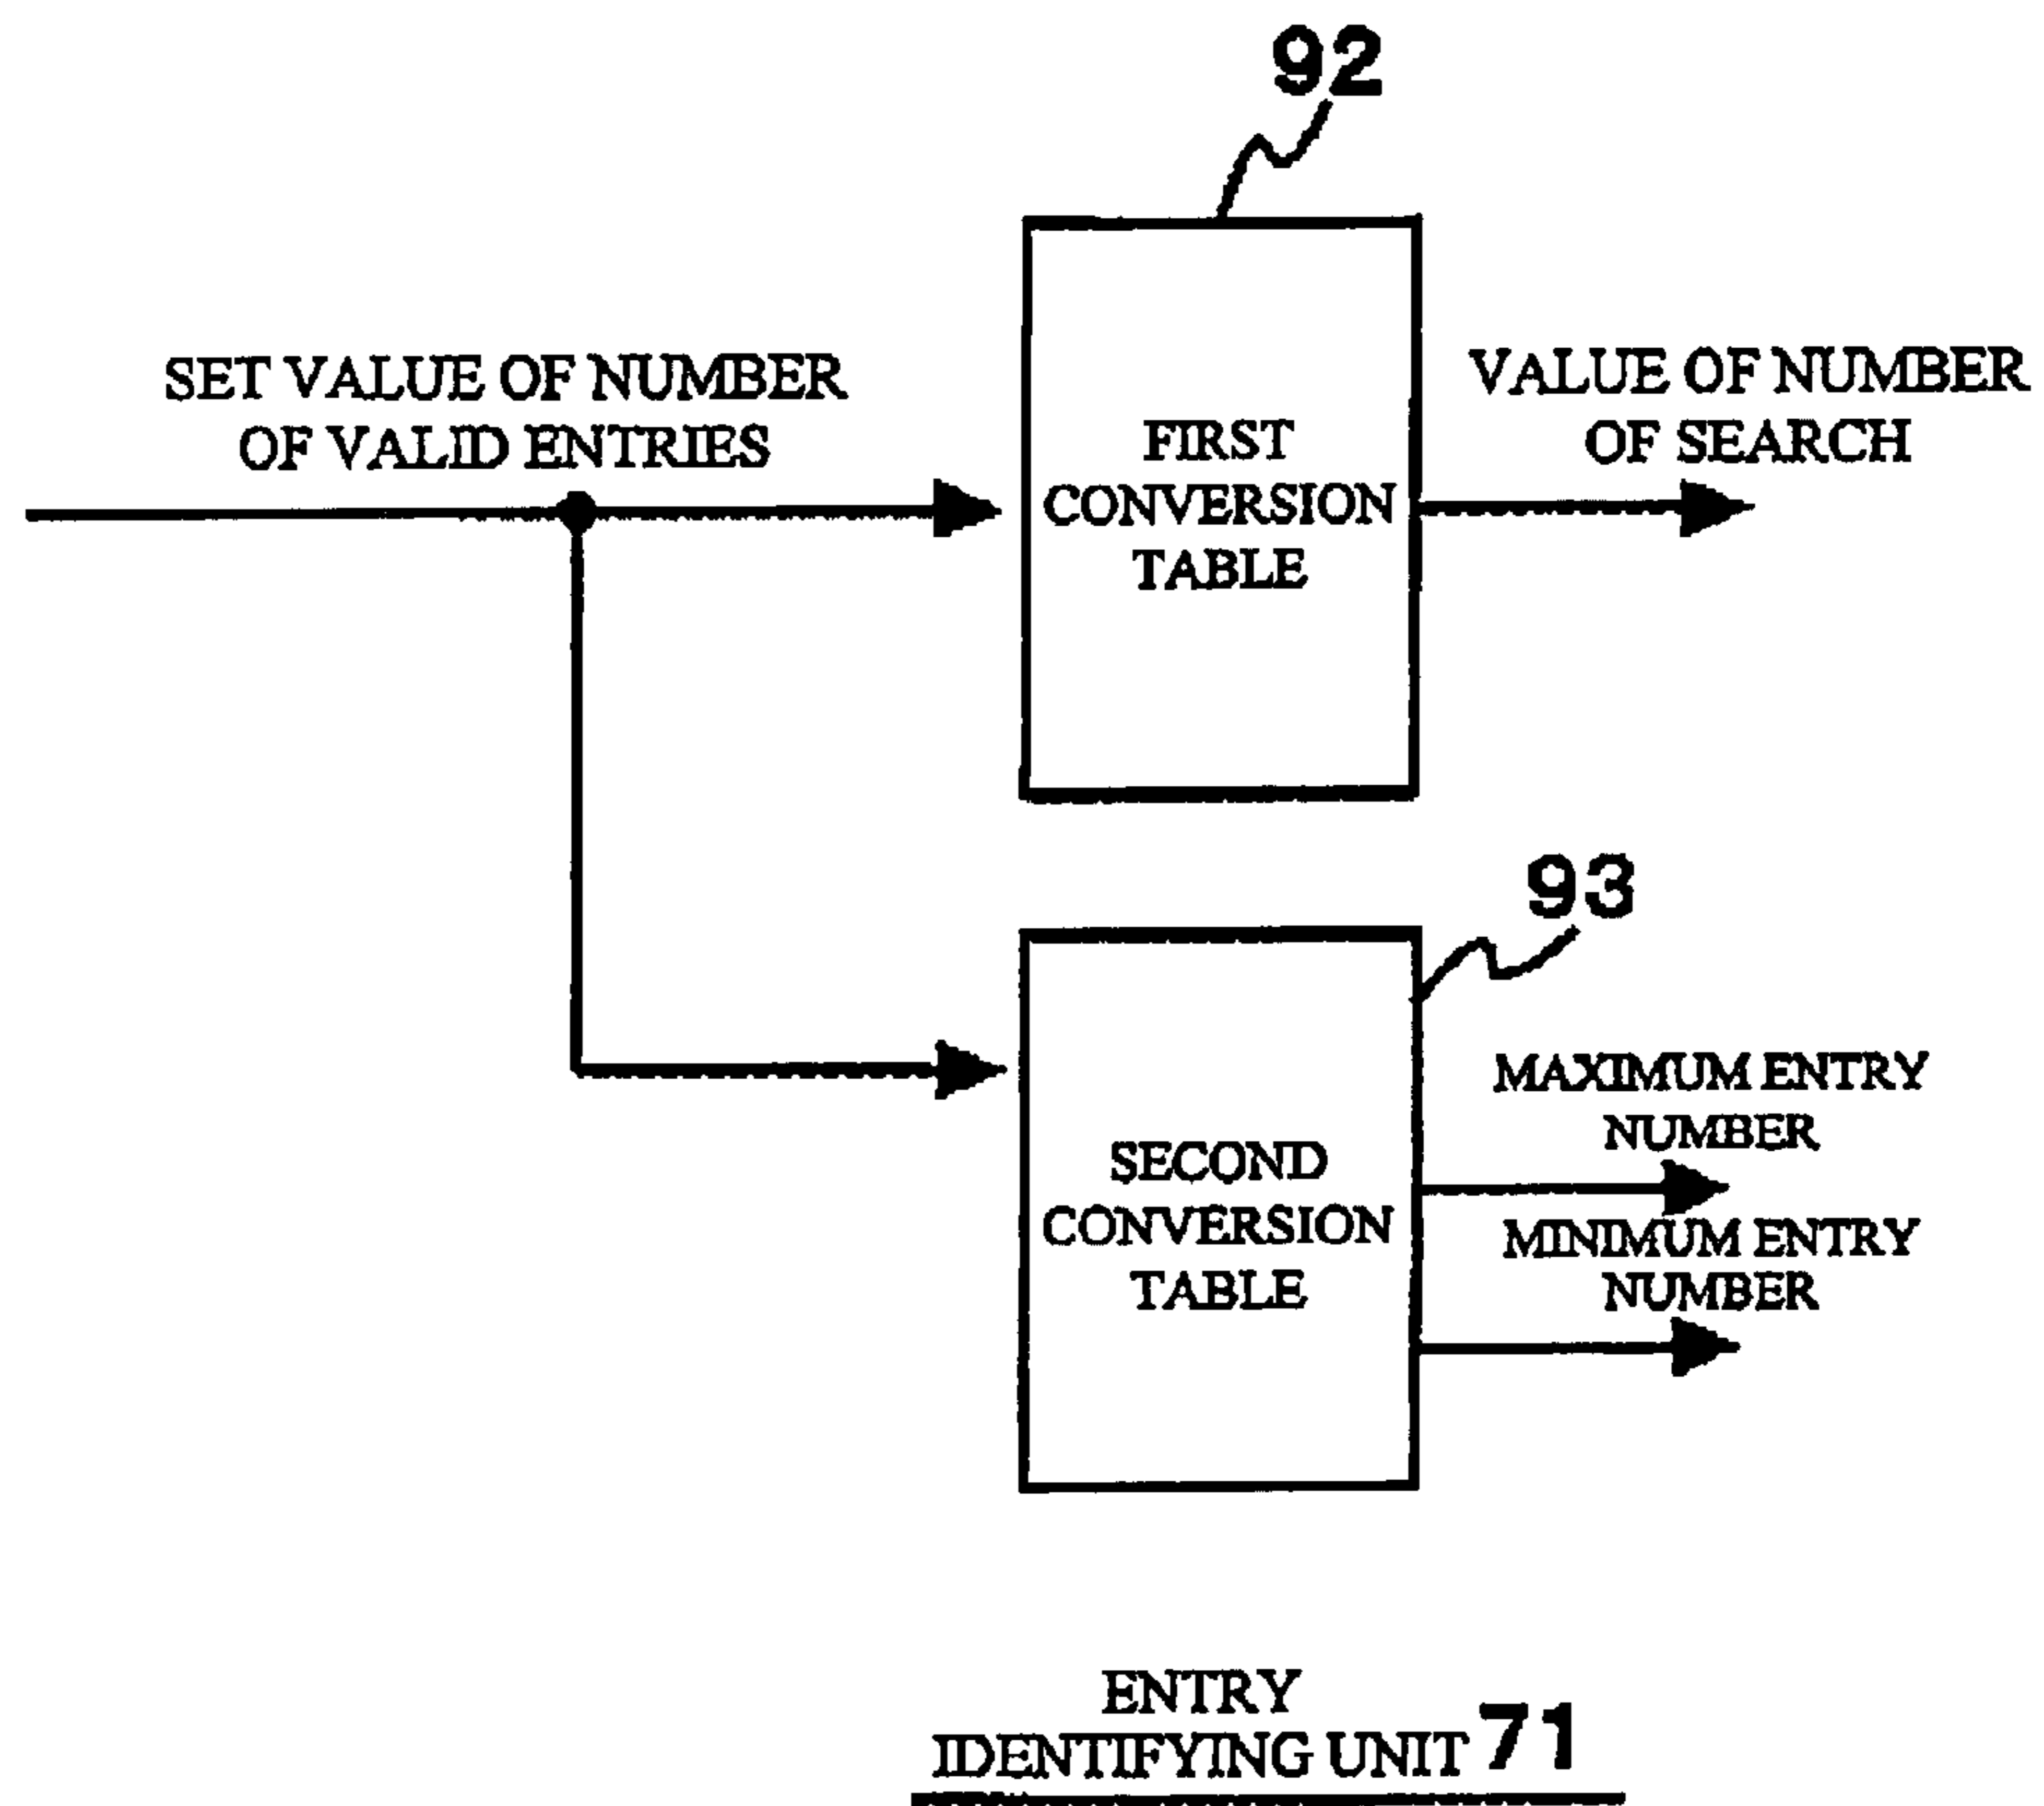 92
SET VALUE OF NUMBER
OF VALID ENTRIES
FIRST
CONVERSION
TABLE
VALUE OF NUMBER
OF SEARCH
93
SECOND
CONVERSION
TABLE
MAXIMUM ENTRY
NUMBER
MINIMUM ENTRY
NUMBER
ENTRY
IDENTIFYING UNIT 71